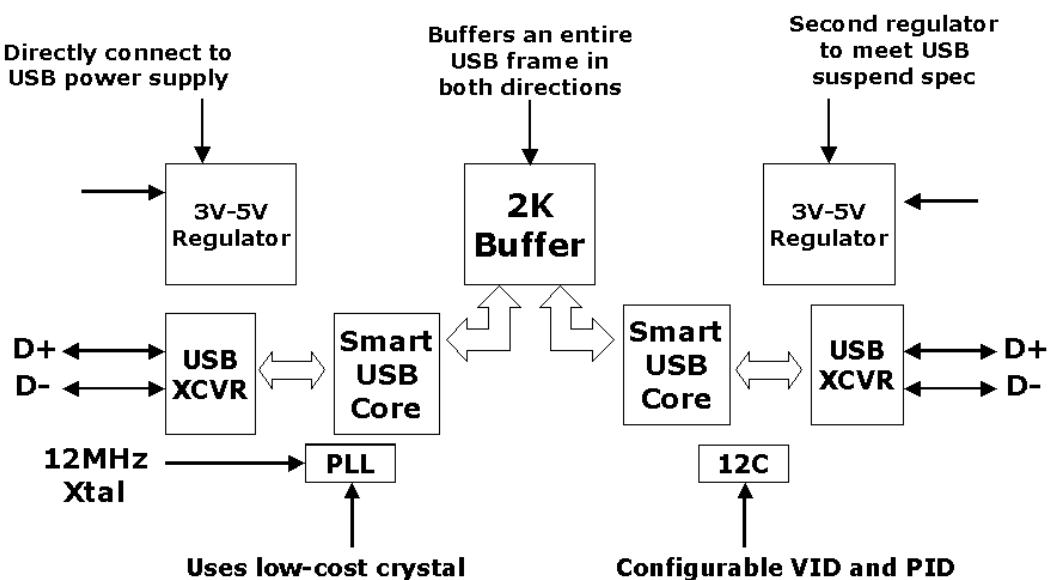 Directly connect to
USB power supply
Buffers an entire
USB frame in
both directions
Second regulator
to meet USB
suspend spec
3V-5V
Regulator
2K
Buffer
3V-5V
Regulator
D+
D-
USB
XCVR
Smart
USB
Core
Smart
USB
Core
USB
XCVR
D+
D-
12MHz
Xtal
PLL
12C
Uses low-cost crystal
Configurable VID and PID